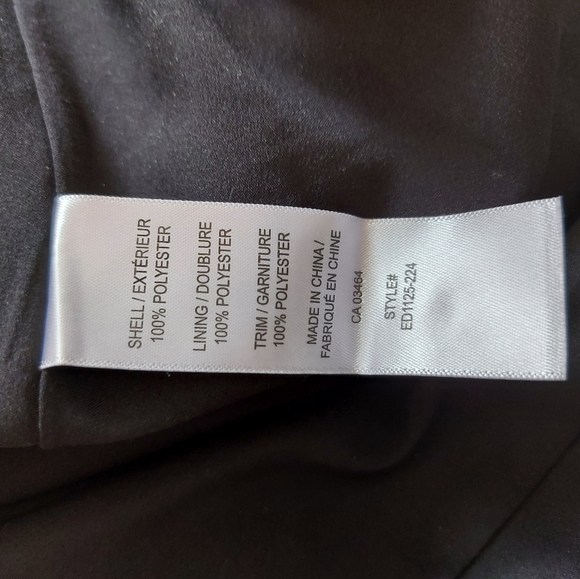 SHELL / EXTÉRIEUR
100% POLYESTER
LINING / DOUBLURE
100% POLYESTER
TRIM / GARNITURE
100% POLYESTER
MADE IN CHINA /
FABRIQUÉ EN CHINE
CA 03464
STYLE#
ED1125-224